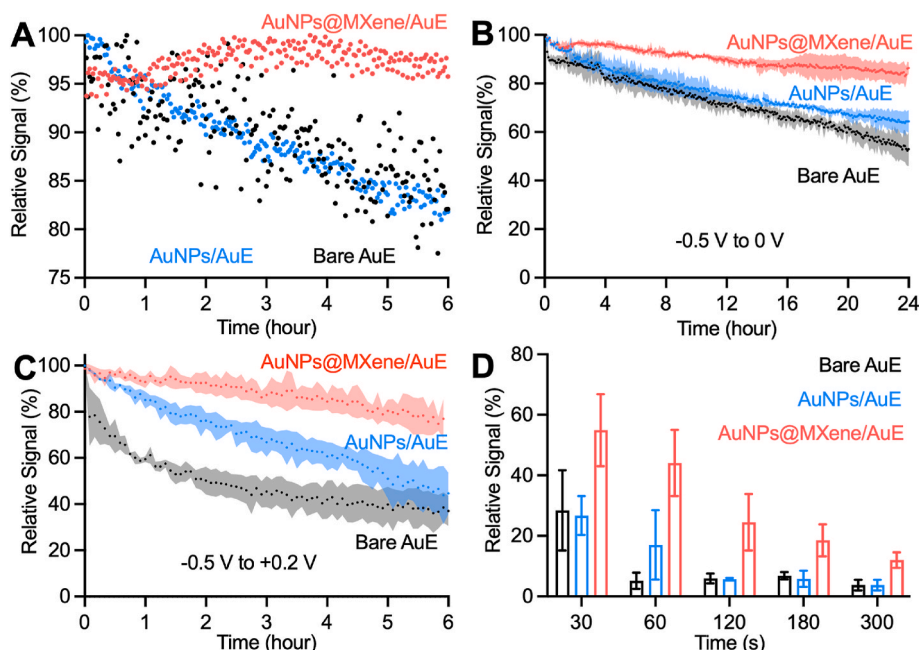 A
AuNPs@MXene/AuE
100
95
90
85
80
75
Relative Signal (%)
AuNPs/AuE
Bare AuE
0
1
2
3
4
5
6
Time (hour)
B
100
80
60
40
20
0
Relative Signal(%)
AuNPs@MXene/AuE
AuNPs/AuE
Bare AuE
-0.5 V to 0 V
0
4
8
12
16
20
24
Time (hour)
C
100
80
60
40
20
0
Relative Signal (%)
AuNPs@MXene/AuE
AuNPs/AuE
Bare AuE
-0.5 V to +0.2 V
0
1
2
3
4
5
6
Time (hour)
D
80
60
40
20
0
Relative Signal (%)
Bare AuE
AuNPs/AuE
AuNPs@MXene/AuE
30
60
120
180
300
Time (s)